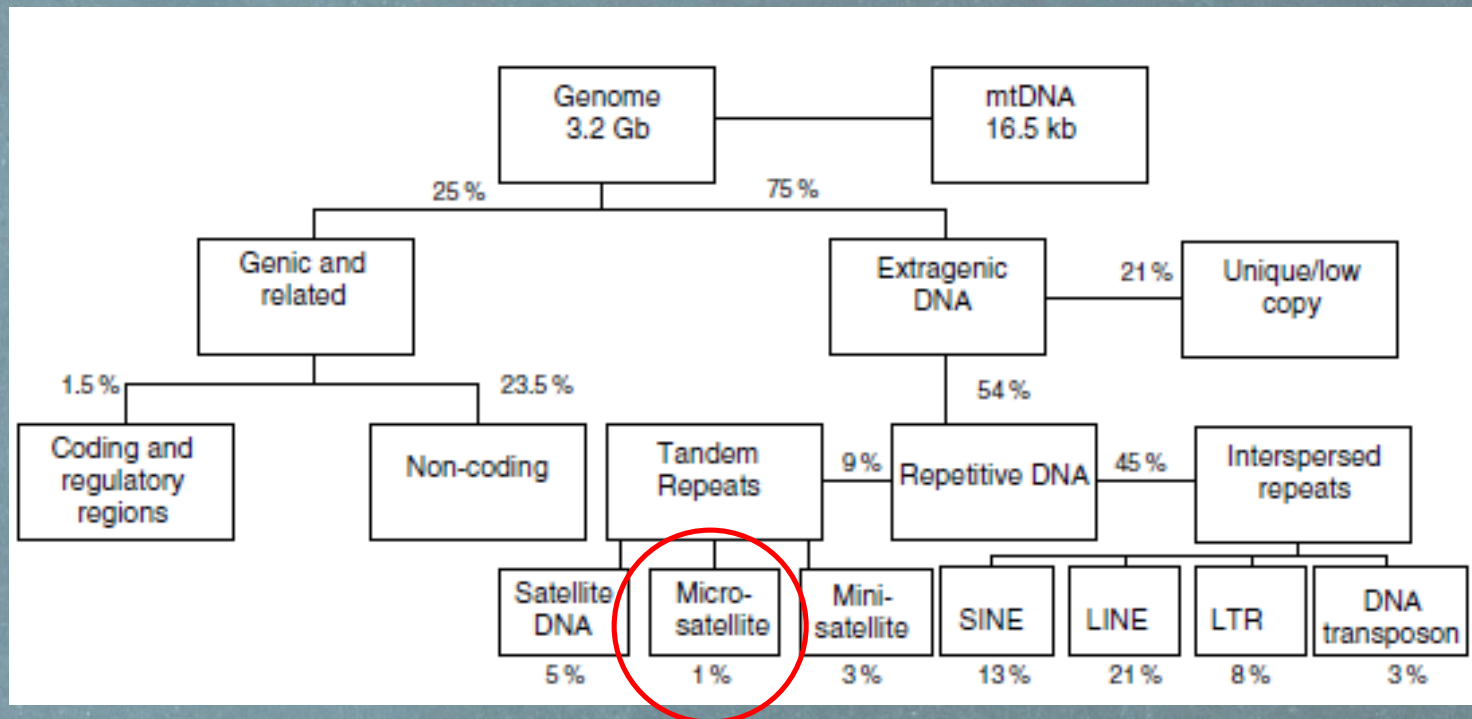 Genome
3.2 Gb
mtDNA
16.5 kb
25 %
75 %
Genic and
related
Extragenic
DNA
21 %
Unique/low
copy
1.5 %
23.5 %
54 %
Coding and
regulatory
regions
Non-coding
Tandem
Repeats
9 %
Repetitive DNA
45 %
Interspersed
repeats
Satellite
DNA
Micro-
satellite
Mini-
satellite
SINE
LINE
LTR
DNA
transposon
5 %
1 %
3 %
13 %
21 %
8 %
3 %